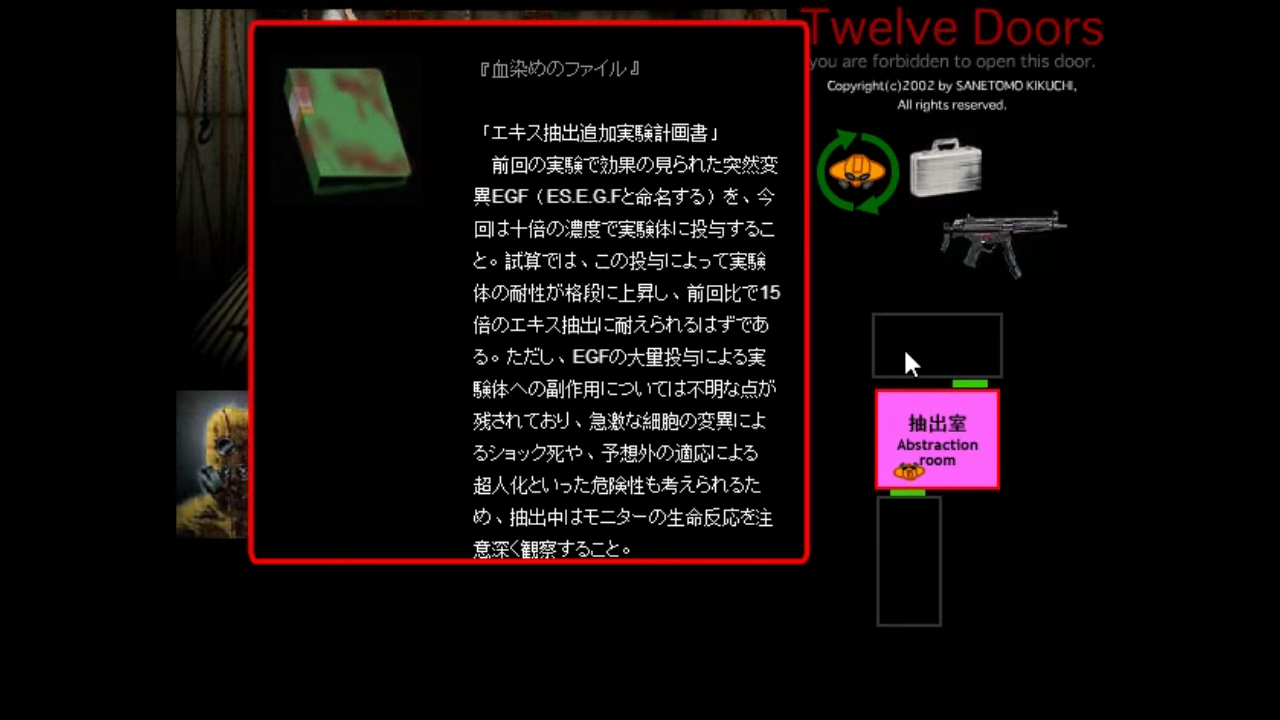 『血染めのファイル』
「エキス抽出追加実験計画書」
前回の実験で効果の見られた突然変
異EGF（ES.E.G.Fと命名する）を、今
回は十倍の濃度で実験体に投与するこ
と。試算では、この投与によって実験
体の耐性が格段に上昇し、前回比で15
倍のエキス抽出に耐えられるはずであ
る。ただし、EGFの大量投与による実
験体への副作用については不明な点が
残されており、急激な細胞の変異によ
るショック死や、予想外の適応による
超人化といった危険性も考えられるた
め、抽出中はモニターの生命反応を注
意深く観察すること。
Twelve Doors
you are forbidden to open this door.
Copyright(c)2002 by SANETOMO KIKUCHI,
All rights reserved.
抽出室
Abstraction
room